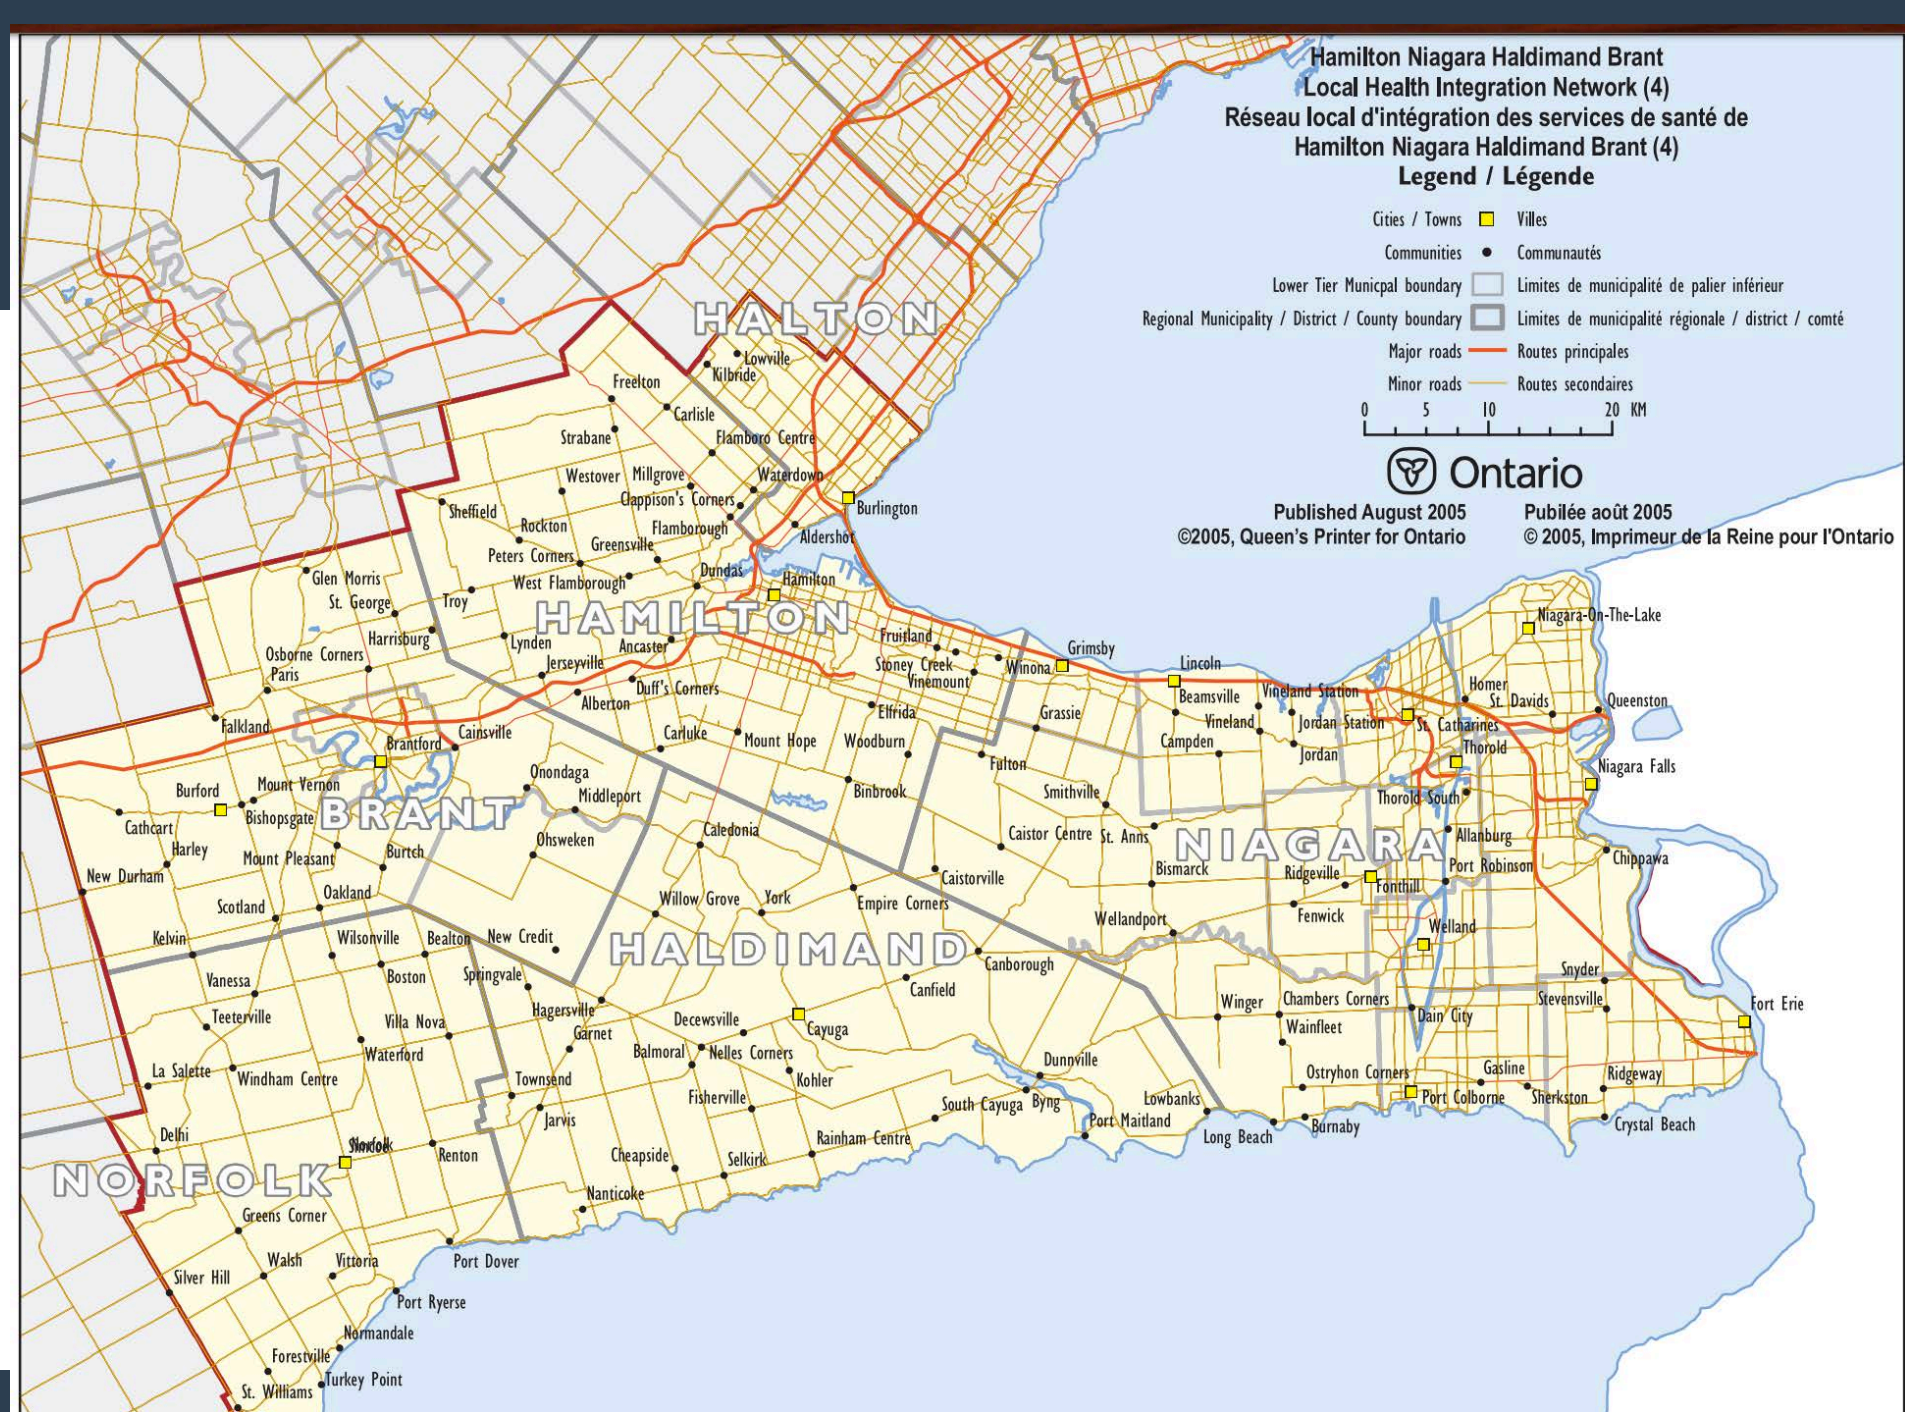 Hamilton Niagara Haldimand Brant
Local Health Integration Network (4)
Réseau local d'intégration des services de santé de
Hamilton Niagara Haldimand Brant (4)
Legend / Légende
Cities / Towns Villes
Communities Communautés
Lower Tier Municpal boundary Limites de municipalité de palier inférieur
Regional Municipality / District / County boundary Limites de municipalité régionale / district / comté
Major roads Routes principales
Minor roads Routes secondaires
0 5 10 20 KM
Ontario
Published August 2005 Pubilée août 2005
©2005, Queen's Printer for Ontario © 2005, Imprimeur de la Reine pour l'Ontario
HALTON
Lowville
Kilbride
Freelton
Carlisle
Strabane
Flamboro Centre
Westover
Millgrove
Waterdown
Clappison's Corners
Burlington
Sheffield
Rockton
Flamborough
Aldershot
Greensville
Peters Corners
West Flamborough
Dundas
Hamilton
Glen Morris
St. George
Troy
HAMILTON
Niagara-On-The-Lake
Harrisburg
Lynden
Ancaster
Fruitland
Grimsby
Osborne Corners
Jerseyville
Stoney Creek
Winona
Lincoln
Paris
Vinemount
Duff's Corners
Alberton
Beamsville
Vineland Station
Homer
St. Davids
Queenston
Elfrida
Grassie
Falkland
Cainsville
Brantford
Carluke
Mount Hope
Woodburn
Vineland
Jordan Station
St. Catharines
Campden
Jordan
Thorold
Fulton
Niagara Falls
Onondaga
Mount Vernon
Burford
Middleport
Binbrook
Smithville
Thorold South
BRANT
Bishopsgate
Cathcart
Ohsweken
Caledonia
Caistor Centre
St. Anns
NIAGARA
Allanburg
Harley
Mount Pleasant
Burtch
Chippawa
New Durham
Caistorville
Bismarck
Ridgeville
Port Robinson
Fonthill
Oakland
Willow Grove
York
Empire Corners
Scotland
Wellandport
Fenwick
Welland
Kelvin
Wilsonville
Bealton
New Credit
HALDIMAND
Canborough
Vanessa
Boston
Springvale
Canfield
Snyder
Teeterville
Hagersville
Winger
Chambers Corners
Stevensville
Fort Erie
Villa Nova
Garnet
Decewsville
Cayuga
Wainfleet
Dain City
Waterford
Balmoral
Nelles Corners
Dunnville
La Salette
Windham Centre
Townsend
Kohler
Ostryhon Corners
Gasline
Ridgeway
Fisherville
Lowbanks
Port Colborne
Sherkston
South Cayuga
Byng
Jarvis
Port Maitland
Crystal Beach
Delhi
Rainham Centre
Long Beach
Burnaby
Norfolk
Simcoe
Renton
Cheapside
Selkirk
NORFOLK
Nanticoke
Greens Corner
Walsh
Vittoria
Port Dover
Silver Hill
Port Ryerse
Normandale
Forestville
Turkey Point
St. Williams